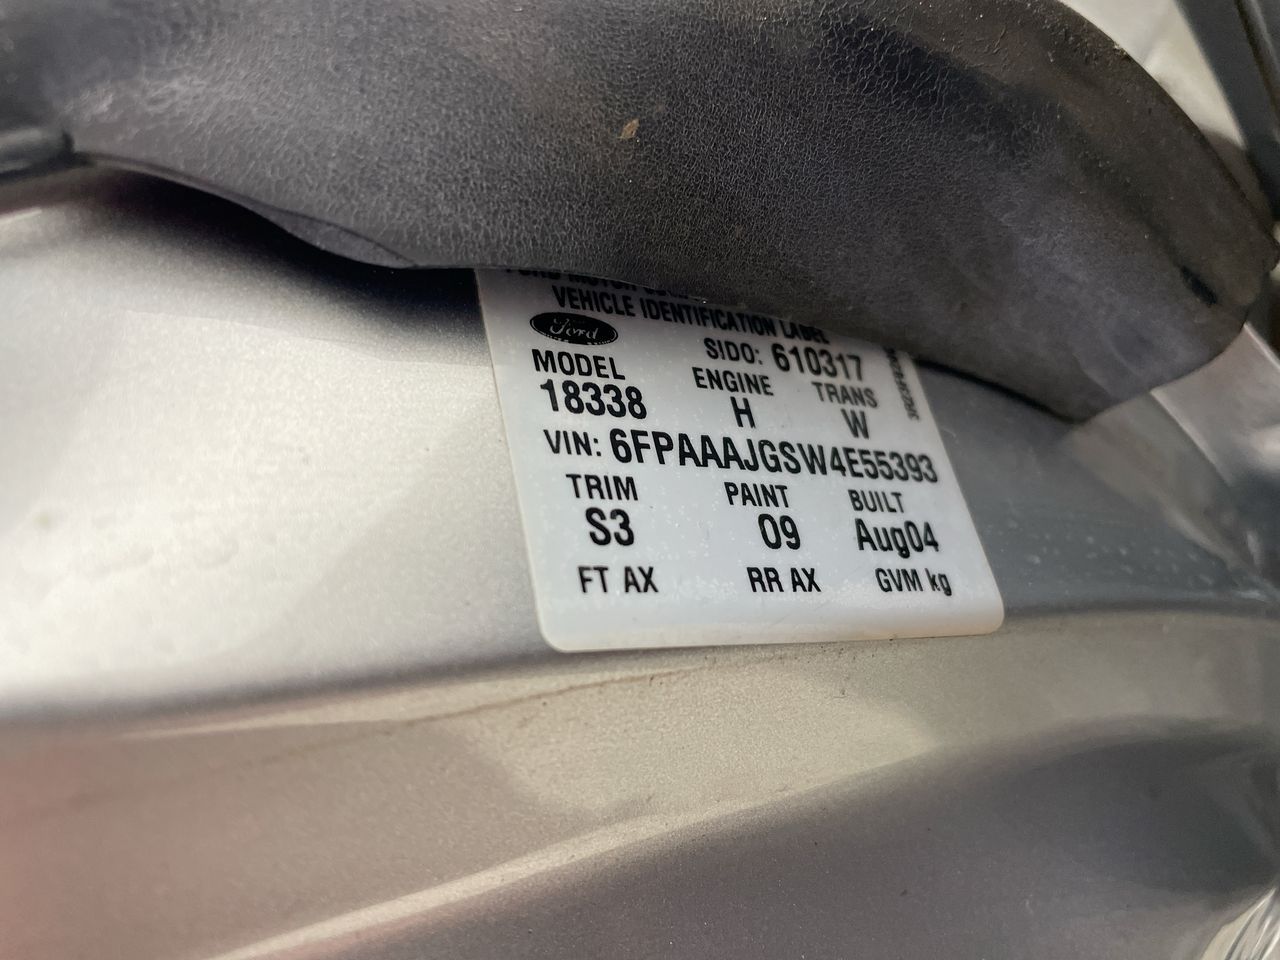 VEHICLE IDENTIFICATION LABEL
Ford
SIDO: 610317
MODEL ENGINE TRANS
18338 H W
VIN: 6FPAAAJGSW4E55393
TRIM PAINT BUILT
S3 09 Aug04
FT AX RR AX GVM kg